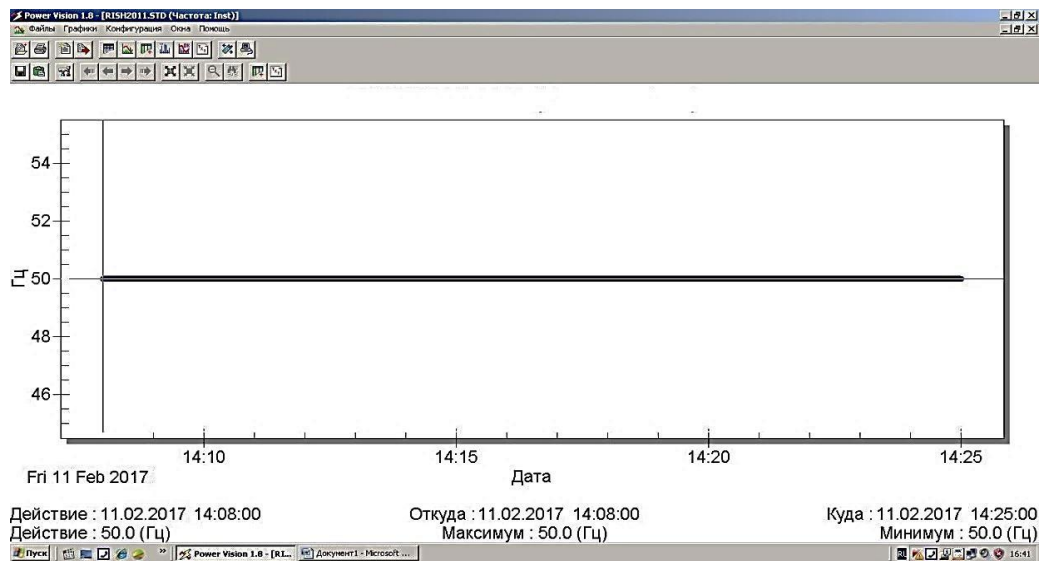 Power Vision 1.8 - [RISH2011.STD (Частота: Inst)]
Файлы Графики Конфигурация Окна Помощь
54
52
Гц
50
48
46
14:10 14:15 14:20 14:25
Fri 11 Feb 2017
Дата
Действие : 11.02.2017 14:08:00 Откуда : 11.02.2017 14:08:00 Куда : 11.02.2017 14:25:00
Действие : 50.0 (Гц) Максимум : 50.0 (Гц) Минимум : 50.0 (Гц)
Пуск Power Vision 1.8 - [RI... Документ1 - Microsoft ... RL 16:41